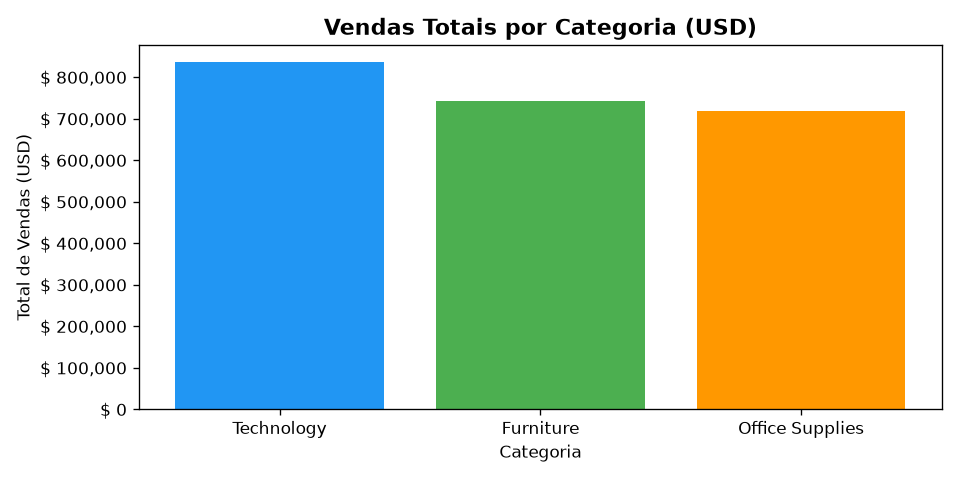 Vendas Totais por Categoria (USD)
Total de Vendas (USD)
$ 800,000
$ 700,000
$ 600,000
$ 500,000
$ 400,000
$ 300,000
$ 200,000
$ 100,000
$ 0
Technology
Furniture
Office Supplies
Categoria